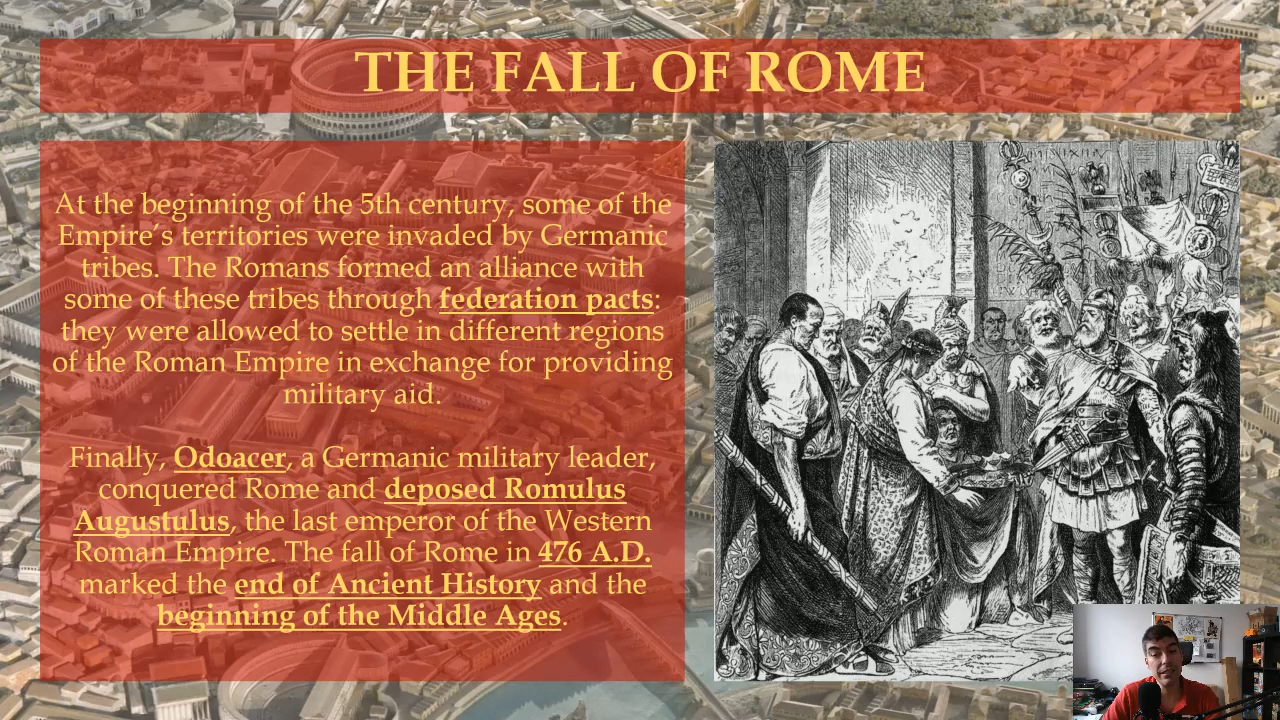 THE FALL OF ROME
At the beginning of the 5th century, some of the
Empire’s territories were invaded by Germanic
tribes. The Romans formed an alliance with
some of these tribes through federation pacts:
they were allowed to settle in different regions
of the Roman Empire in exchange for providing
military aid.
Finally, Odoacer, a Germanic military leader,
conquered Rome and deposed Romulus
Augustulus, the last emperor of the Western
Roman Empire. The fall of Rome in 476 A.D.
marked the end of Ancient History and the
beginning of the Middle Ages.